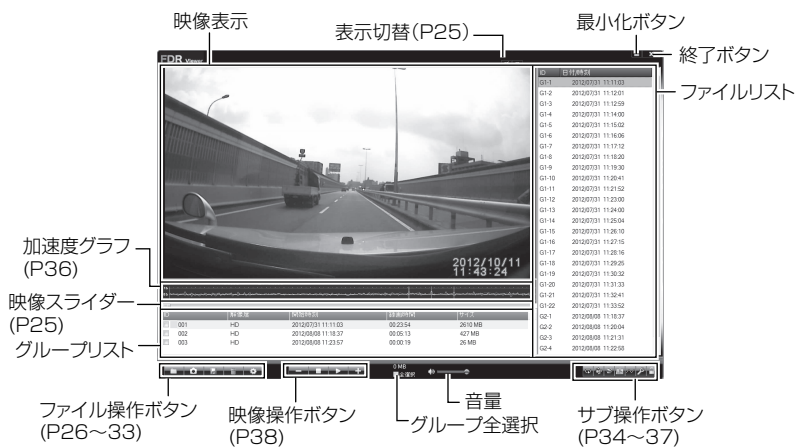 映像表示
表示切替(P25)
最小化ボタン
終了ボタン
ファイルリスト
FDR Viewer
ID 日付/時刻
G1-1 2012/07/31 11:11:03
G1-2 2012/07/31 11:12:01
G1-3 2012/07/31 11:12:59
G1-4 2012/07/31 11:14:00
G1-5 2012/07/31 11:15:02
G1-6 2012/07/31 11:16:06
G1-7 2012/07/31 11:17:12
G1-8 2012/07/31 11:18:20
G1-9 2012/07/31 11:19:30
G1-10 2012/07/31 11:20:41
G1-11 2012/07/31 11:21:52
G1-12 2012/07/31 11:23:00
G1-13 2012/07/31 11:24:00
G1-14 2012/07/31 11:25:04
G1-15 2012/07/31 11:26:10
G1-16 2012/07/31 11:27:15
G1-17 2012/07/31 11:28:16
G1-18 2012/07/31 11:29:25
G1-19 2012/07/31 11:30:32
G1-20 2012/07/31 11:31:33
G1-21 2012/07/31 11:32:41
G1-22 2012/07/31 11:33:52
G2-1 2012/08/08 11:18:37
G2-2 2012/08/08 11:20:04
G2-3 2012/08/08 11:21:31
G2-4 2012/08/08 11:22:58
2012/10/11
11:43:24
加速度グラフ
(P36)
映像スライダー
(P25)
グループリスト
ID 解像度 開始時刻 録画時間 サイズ
001 HD 2012/07/31 11:11:03 00:23:54 2610 MB
002 HD 2012/08/08 11:18:37 00:05:13 427 MB
003 HD 2012/08/08 11:23:57 00:00:19 26 MB
0 MB
全選択
ファイル操作ボタン
(P26～33)
映像操作ボタン
(P38)
音量
グループ全選択
サブ操作ボタン
(P34～37)